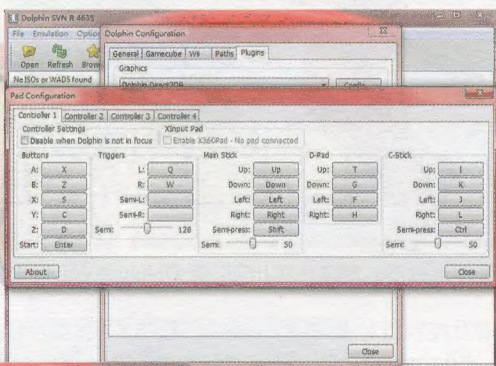 Dolphin SVN R 4635
File Emulation Option
Open Refresh Brow
No ISOs or WADS found
Dolphin Configuration
General Gamecube Wii Paths Plugins
Graphics
Dolphin Direct3D9 Config
Pad Configuration
Controller 1 Controller 2 Controller 3 Controller 4
Controller Settings
Disable when Dolphin is not in focus
XInput Pad
Enable X360Pad - No pad connected
Buttons
A: X
B: Z
X: S
Y: C
Z: D
Start: Enter
Triggers
L: Q
R: W
Semi-L:
Semi-R:
Semi: 128
Main Stick
Up: Up
Down: Down
Left: Left
Right: Right
Semi-press: Shift
Semi: 50
D-Pad
Up: T
Down: G
Left: F
Right: H
C-Stick
Up: I
Down: K
Left: J
Right: L
Semi-press: Ctrl
Semi: 50
About
Close
Close